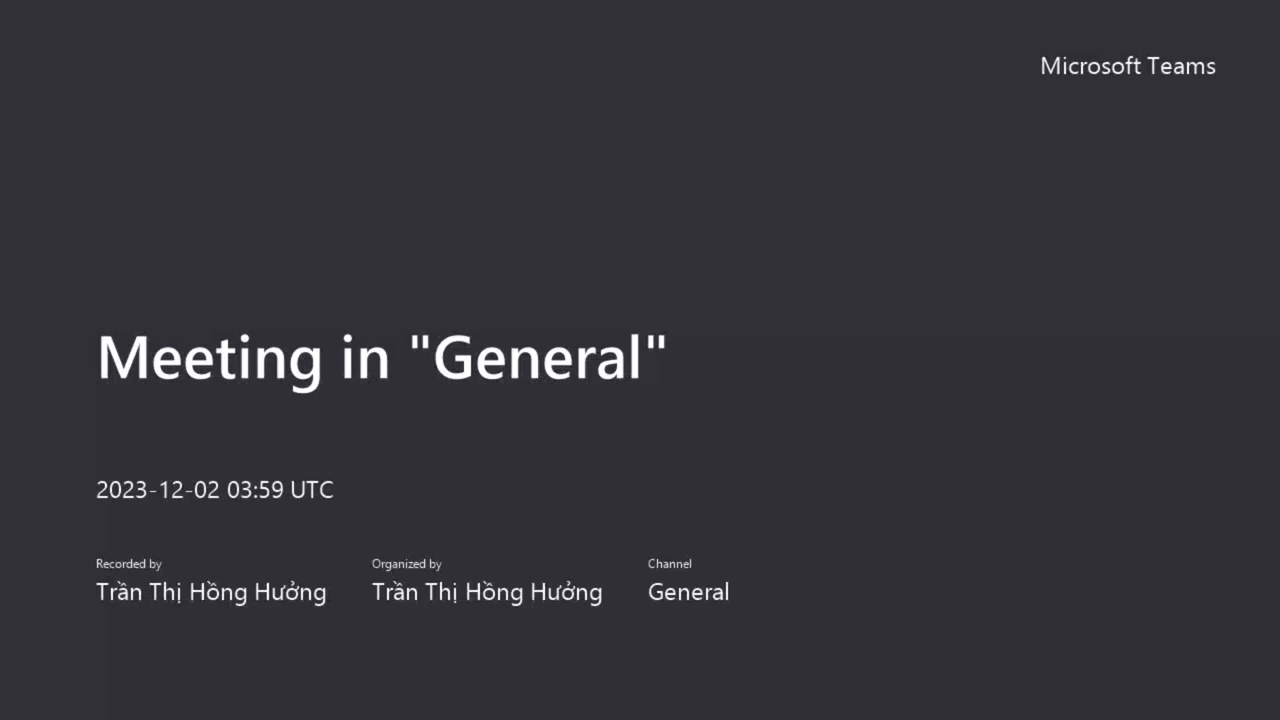 Microsoft Teams
Meeting in "General"
2023-12-02 03:59 UTC
Recorded by
Trần Thị Hồng Hưởng
Organized by
Trần Thị Hồng Hưởng
Channel
General